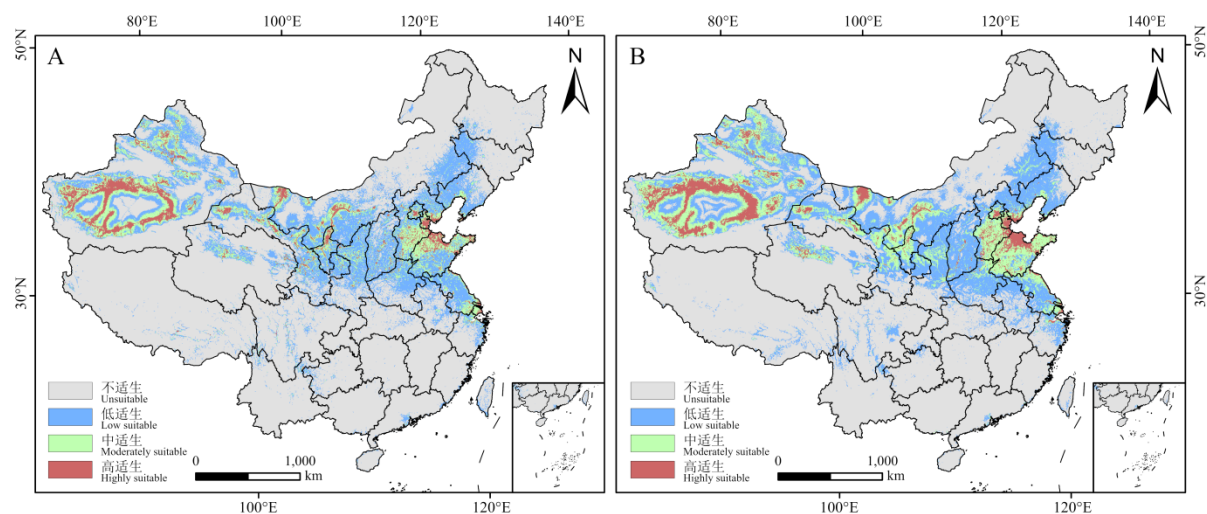 80° 100° 120° 140°
50°N
A
N
30°N
不适生
Unsuitable
低适生
Low suitable
中适生
Moderately suitable
高适生
Highly suitable
0 1,000
km
100°E 120°E
80° 100° 120° 140°
50°N
B
N
30°N
不适生
Unsuitable
低适生
Low suitable
中适生
Moderately suitable
高适生
Highly suitable
0 1,000
km
100°E 120°E